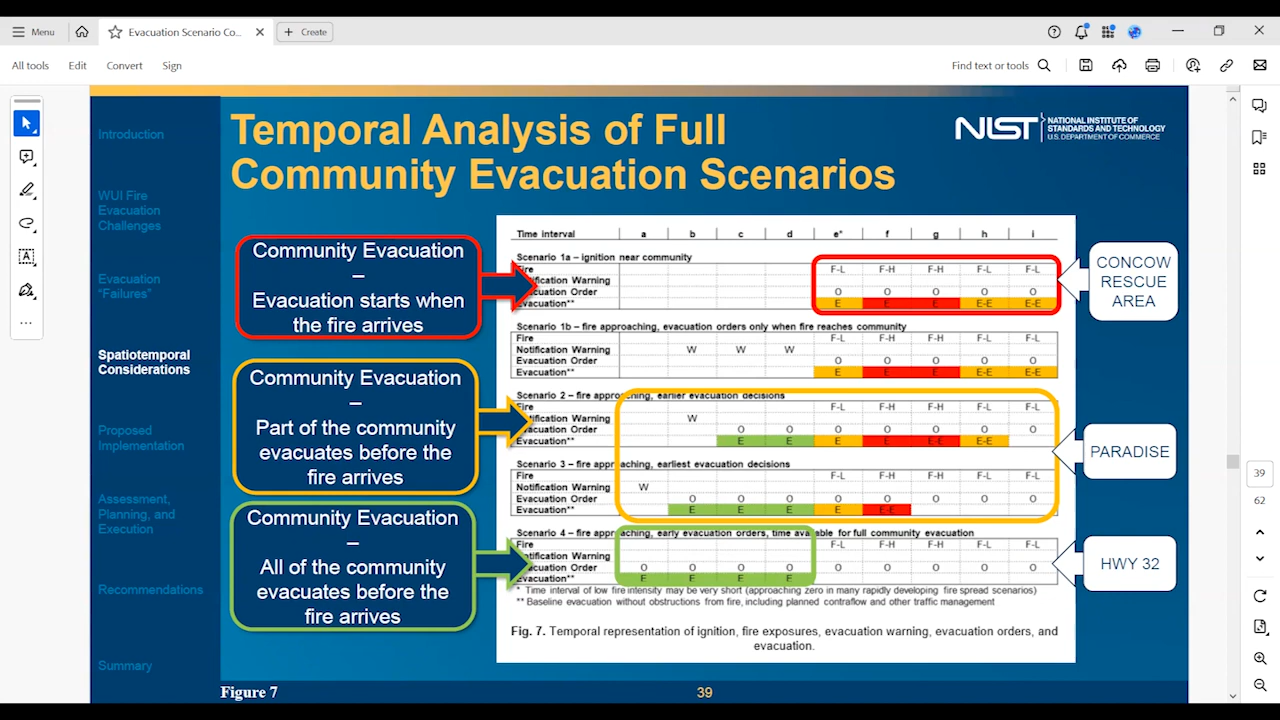 Menu
Evacuation Scenario Co...
Create
All tools Edit Convert Sign
Find text or tools
Introduction
WUI Fire
Evacuation
Challenges
Evacuation
“Failures”
Spatiotemporal
Considerations
Proposed
Implementation
Assessment,
Planning, and
Execution
Recommendations
Summary
Temporal Analysis of Full
Community Evacuation Scenarios
NIST
NATIONAL INSTITUTE OF
STANDARDS AND TECHNOLOGY
U.S. DEPARTMENT OF COMMERCE
Community Evacuation
–
Evacuation starts when
the fire arrives
Community Evacuation
–
Part of the community
evacuates before the
fire arrives
Community Evacuation
–
All of the community
evacuates before the
fire arrives
Time interval a b c d e* f g h i
Scenario 1a – ignition near community
Fire F-L F-H F-H F-L F-L
Notification Warning
Evacuation Order O O O O O
Evacuation** E E E E-E E-E
Scenario 1b – fire approaching, evacuation orders only when fire reaches community
Fire F-L F-H F-H F-L F-L
Notification Warning W W W
Evacuation Order O O O O O
Evacuation** E E E E-E E-E
Scenario 2 – fire approaching, earlier evacuation decisions
Fire F-L F-H F-H F-L F-L
Notification Warning W
Evacuation Order O O O O O O O
Evacuation** E E E E E-E E-E
Scenario 3 – fire approaching, earliest evacuation decisions
Fire F-L F-H F-H F-L F-L
Notification Warning W
Evacuation Order O O O O O O O O
Evacuation** E E E E E-E
Scenario 4 – fire approaching, early evacuation orders, time available for full community evacuation
Fire F-L F-H F-H F-L F-L
Notification Warning
Evacuation Order O O O O O O O O O
Evacuation** E E E E
* Time interval of low fire intensity may be very short (approaching zero in many rapidly developing fire spread scenarios)
** Baseline evacuation without obstructions from fire, including planned contraflow and other traffic management
Fig. 7. Temporal representation of ignition, fire exposures, evacuation warning, evacuation orders, and
evacuation.
CONCOW
RESCUE
AREA
PARADISE
HWY 32
Figure 7
39
39
62